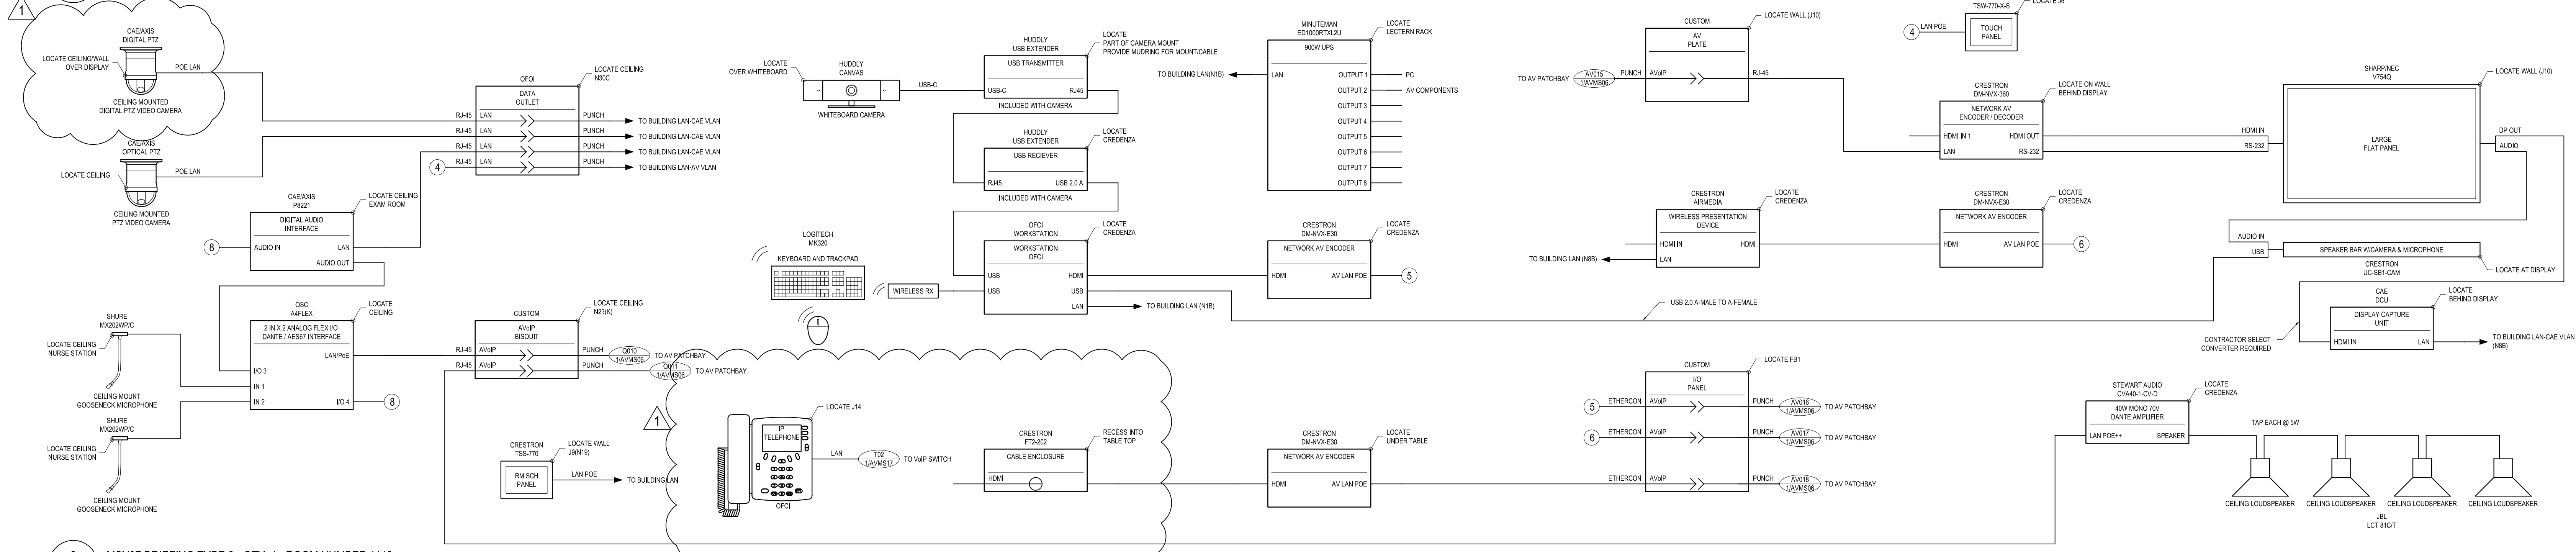 1
CAE/AXIS
DIGITAL PTZ
LOCATE CEILING/WALL
OVER DISPLAY
POE LAN
CEILING MOUNTED
DIGITAL PTZ VIDEO CAMERA
CAE/AXIS
OPTICAL PTZ
LOCATE CEILING
POE LAN
CEILING MOUNTED
PTZ VIDEO CAMERA
CAE/AXIS
P8221
LOCATE CEILING
EXAM ROOM
DIGITAL AUDIO
INTERFACE
8
AUDIO IN
LAN
AUDIO OUT
QSC
A4FLEX
LOCATE
CEILING
2 IN X 2 ANALOG FLEX I/O
DANTE / AES67 INTERFACE
LAN/PoE
I/O 3
IN 1
IN 2
I/O 4
8
SHURE
MX202WP/C
LOCATE CEILING
NURSE STATION
CEILING MOUNT
GOOSENECK MICROPHONE
SHURE
MX202WP/C
LOCATE CEILING
NURSE STATION
CEILING MOUNT
GOOSENECK MICROPHONE
OFOI
LOCATE CEILING
N30C
DATA
OUTLET
RJ-45 LAN PUNCH TO BUILDING LAN-CAE VLAN
RJ-45 LAN PUNCH TO BUILDING LAN-CAE VLAN
RJ-45 LAN PUNCH TO BUILDING LAN-CAE VLAN
4 RJ-45 LAN PUNCH TO BUILDING LAN-AV VLAN
CUSTOM
LOCATE CEILING
N2?(K)
AVoIP
BISQUIT
RJ-45 AVoIP PUNCH Q010 1/AVMS06 TO AV PATCHBAY
RJ-45 AVoIP PUNCH Q011 1/AVMS06 TO AV PATCHBAY
CRESTRON
TSS-770
LOCATE WALL
J9(N19)
RM SCH
PANEL
LAN POE
TO BUILDING LAN
LOGITECH
MK320
KEYBOARD AND TRACKPAD
WIRELESS RX
1
LOCATE J14
IP
TELEPHONE
OFCI
LAN
T02
1/AVMS17
TO VoIP SWITCH
HUDDLY
CANVAS
LOCATE
OVER WHITEBOARD
WHITEBOARD CAMERA
USB-C
HUDDLY
USB EXTENDER
LOCATE
PART OF CAMERA MOUNT
PROVIDE MUDRING FOR MOUNT/CABLE
USB TRANSMITTER
USB-C
RJ45
INCLUDED WITH CAMERA
HUDDLY
USB EXTENDER
LOCATE
CREDENZA
USB RECIEVER
RJ45
USB 2.0 A
INCLUDED WITH CAMERA
OFCI
WORKSTATION
LOCATE
CREDENZA
WORKSTATION
OFCI
USB
HDMI
USB
USB
LAN
TO BUILDING LAN (N1B)
CRESTRON
FT2-202
RECESS INTO
TABLE TOP
CABLE ENCLOSURE
HDMI
MINUTEMAN
ED1000RTXL2U
LOCATE
LECTERN RACK
900W UPS
TO BUILDING LAN(N1B)
LAN
OUTPUT 1
PC
OUTPUT 2
AV COMPONENTS
OUTPUT 3
OUTPUT 4
OUTPUT 5
OUTPUT 6
OUTPUT 7
OUTPUT 8
CRESTRON
DM-NVX-E30
LOCATE
CREDENZA
NETWORK AV ENCODER
HDMI
AV LAN POE
5
CRESTRON
DM-NVX-E30
LOCATE
UNDER TABLE
NETWORK AV ENCODER
HDMI
AV LAN POE
CUSTOM
LOCATE WALL (J10)
AV
PLATE
TO AV PATCHBAY AV015 1/AVMS06 PUNCH AVoIP RJ-45
CRESTRON
AIRMEDIA
LOCATE
CREDENZA
WIRELESS PRESENTATION
DEVICE
HDMI IN
HDMI
LAN
TO BUILDING LAN (N8B)
USB 2.0 A-MALE TO A-FEMALE
CUSTOM
LOCATE FB1
I/O
PANEL
5 ETHERCON AVoIP PUNCH AV016 1/AVMS06 TO AV PATCHBAY
6 ETHERCON AVoIP PUNCH AV017 1/AVMS06 TO AV PATCHBAY
ETHERCON AVoIP PUNCH AV018 1/AVMS06 TO AV PATCHBAY
TSW-770-X-S
4
LAN POE
TOUCH
PANEL
CRESTRON
DM-NVX-360
LOCATE ON WALL
BEHIND DISPLAY
NETWORK AV
ENCODER / DECODER
HDMI IN 1
HDMI OUT
LAN
RS-232
CRESTRON
DM-NVX-E30
LOCATE
CREDENZA
NETWORK AV ENCODER
HDMI
AV LAN POE
6
SHARP/NEC
V754Q
LOCATE WALL (J10)
HDMI IN
RS-232
LARGE
FLAT PANEL
DP OUT
AUDIO
AUDIO IN
USB
SPEAKER BAR W/CAMERA & MICROPHONE
CRESTRON
UC-SB1-CAM
LOCATE AT DISPLAY
CAE
DCU
LOCATE
BEHIND DISPLAY
DISPLAY CAPTURE
UNIT
CONTRACTOR SELECT
CONVERTER REQUIRED
HDMI IN
LAN
TO BUILDING LAN-CAE VLAN
(N8B)
STEWART AUDIO
CVA40-1-CV-D
LOCATE
CREDENZA
40W MONO 70V
DANTE AMPLIFIER
LAN POE++
SPEAKER
TAP EACH @ 5W
CEILING LOUDSPEAKER CEILING LOUDSPEAKER CEILING LOUDSPEAKER CEILING LOUDSPEAKER
JBL
LCT 81C/T